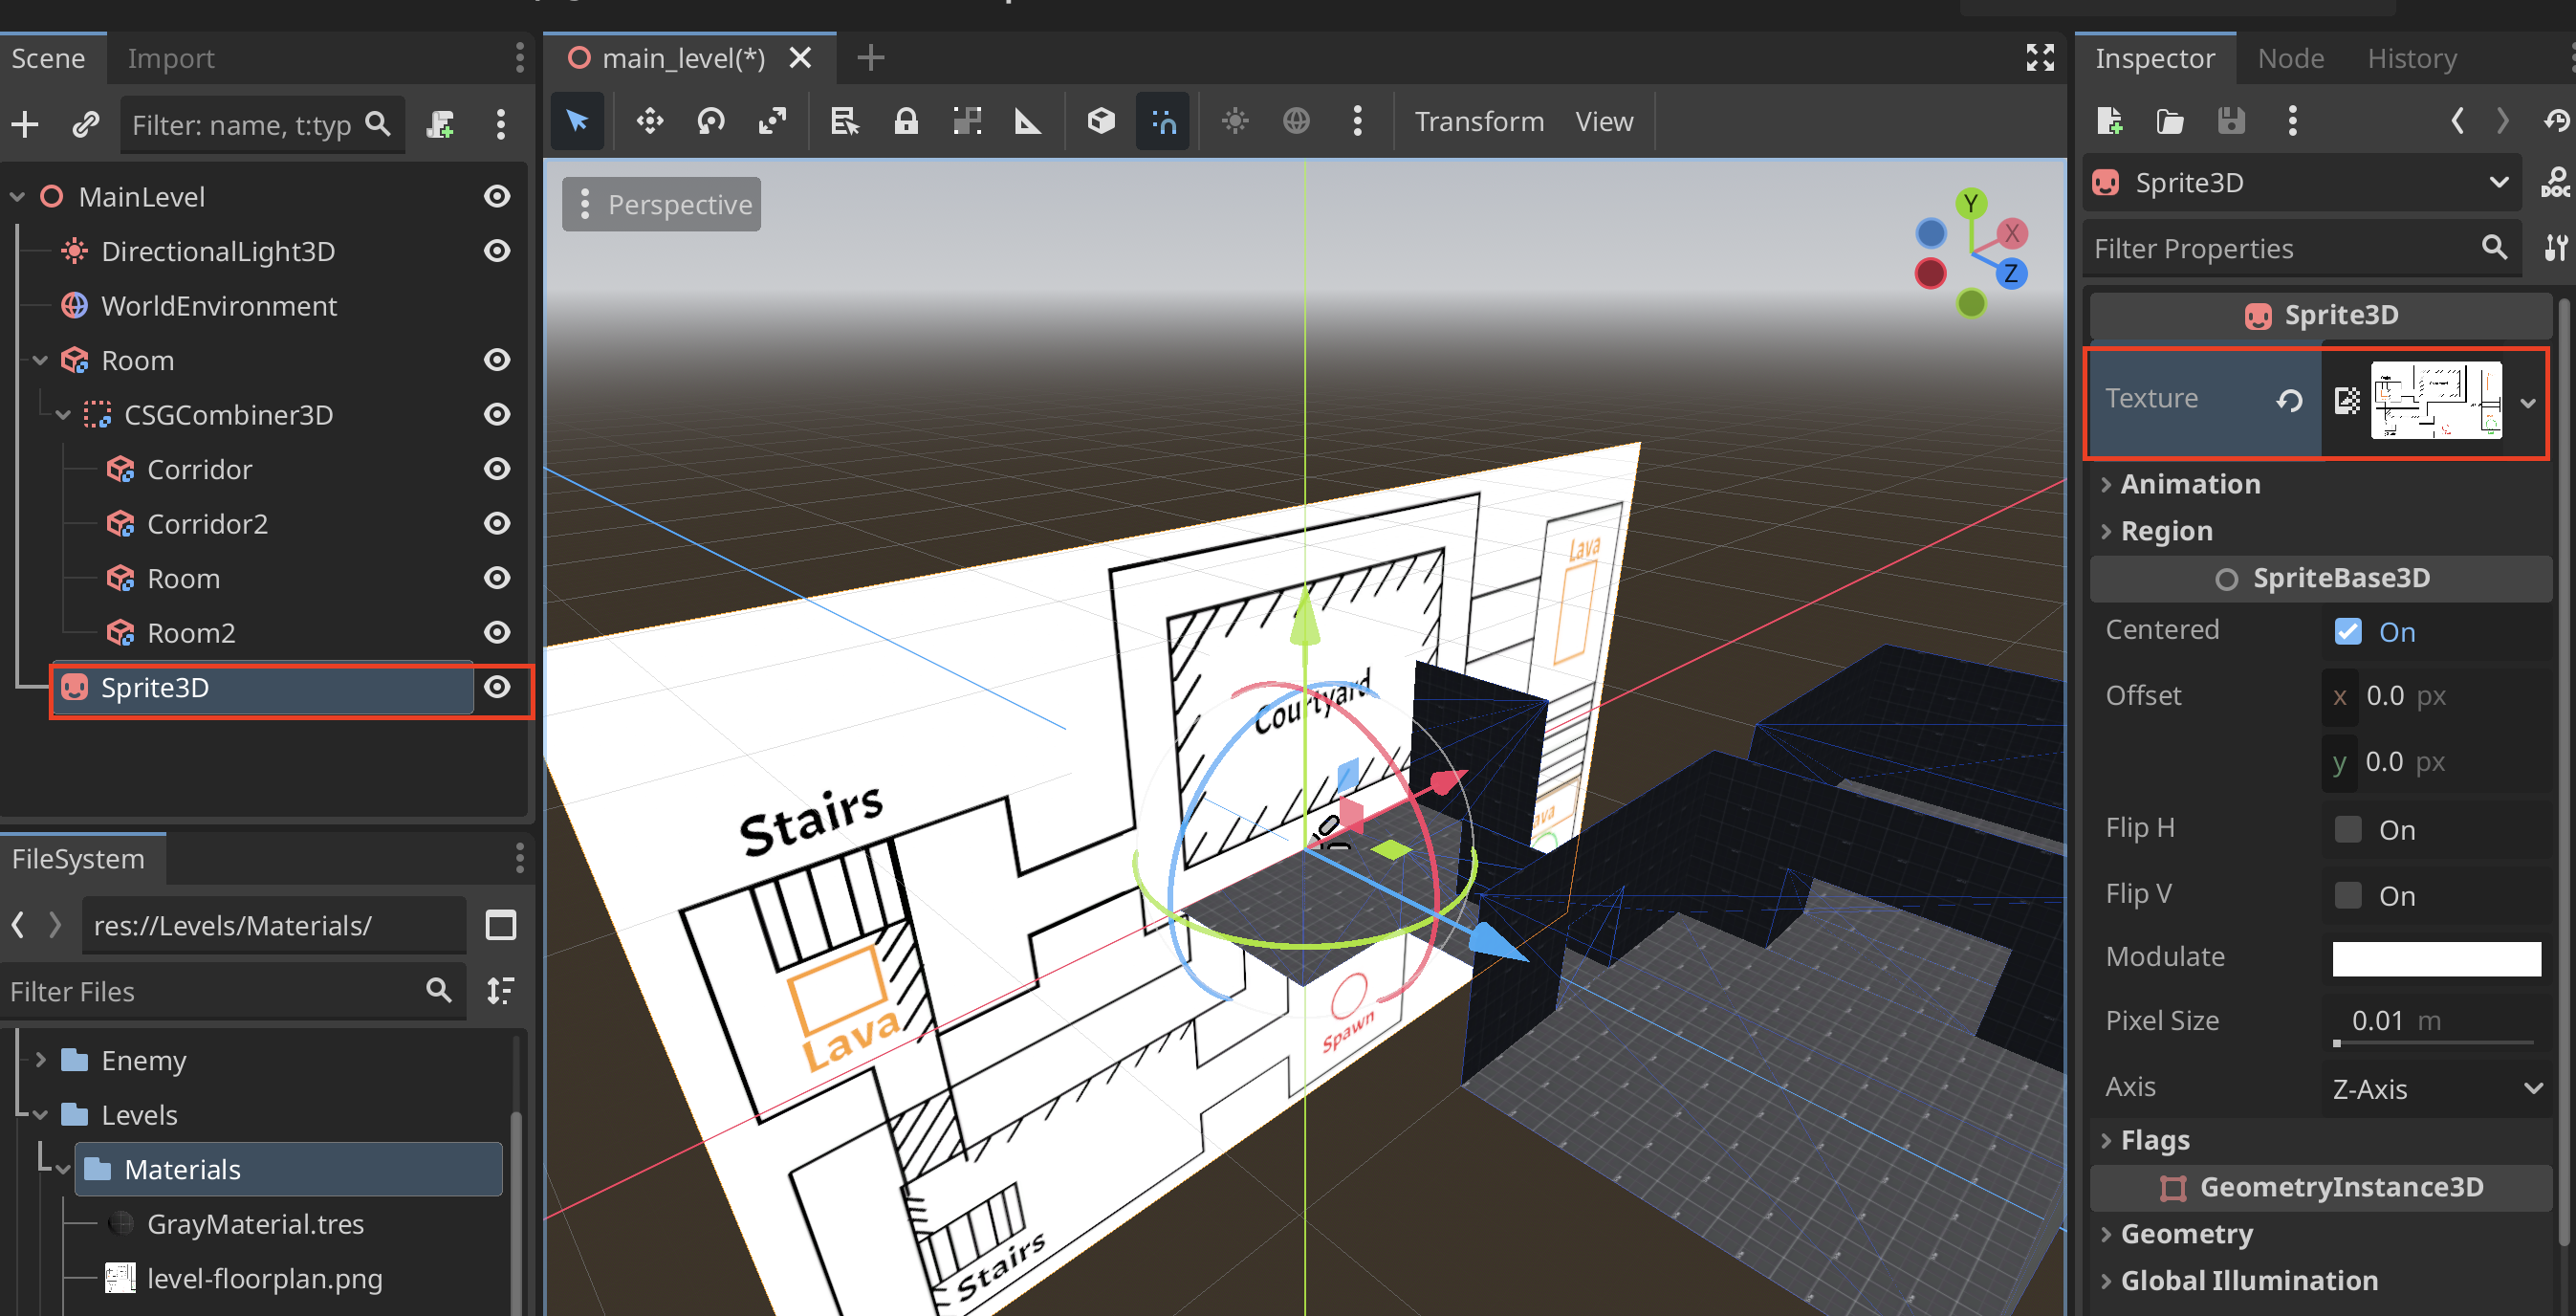 Scene
Import
Filter: name, t:typ
MainLevel
DirectionalLight3D
WorldEnvironment
Room
CSGCombiner3D
Corridor
Corridor2
Room
Room2
Sprite3D
FileSystem
res://Levels/Materials/
Filter Files
Enemy
Levels
Materials
GrayMaterial.tres
level-floorplan.png
main_level(*)
Transform View
Perspective
Y
X
Z
Lava
Courtyard
Stairs
Lava
Spawn
Stairs
Inspector Node History
Sprite3D
DOC
Filter Properties
Sprite3D
Texture
Animation
Region
SpriteBase3D
Centered On
Offset x 0.0 px
y 0.0 px
Flip H On
Flip V On
Modulate
Pixel Size 0.01 m
Axis Z-Axis
Flags
GeometryInstance3D
Geometry
Global Illumination